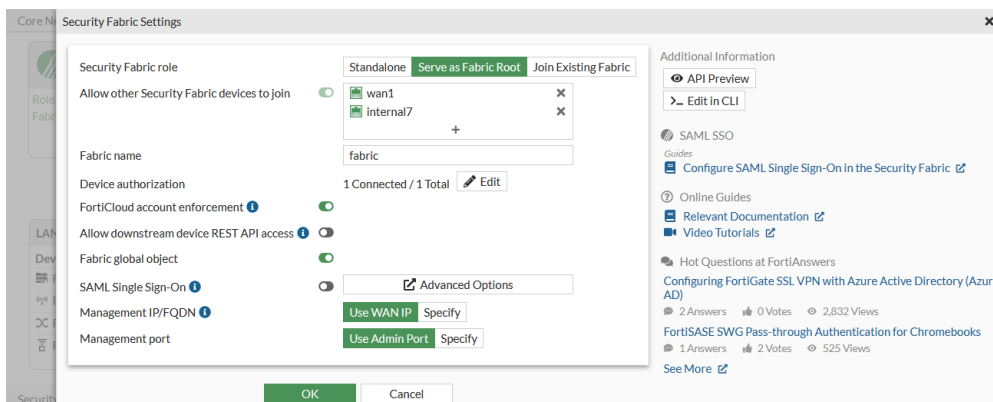 Core Ne
Security Fabric Settings
Role
Fabr
LAN
Dev
F
F
F
F
Securit
Security Fabric role
Standalone Serve as Fabric Root Join Existing Fabric
Allow other Security Fabric devices to join
wan1
internal7
+
Fabric name
fabric
Device authorization
1 Connected / 1 Total Edit
FortiCloud account enforcement
Allow downstream device REST API access
Fabric global object
SAML Single Sign-On
Advanced Options
Management IP/FQDN
Use WAN IP Specify
Management port
Use Admin Port Specify
OK Cancel
Additional Information
API Preview
>_ Edit in CLI
SAML SSO
Guides
Configure SAML Single Sign-On in the Security Fabric
Online Guides
Relevant Documentation
Video Tutorials
Hot Questions at FortiAnswers
Configuring FortiGate SSL VPN with Azure Active Directory (Azur
AD)
2 Answers 0 Votes 2,832 Views
FortiSASE SWG Pass-through Authentication for Chromebooks
1 Answers 2 Votes 525 Views
See More